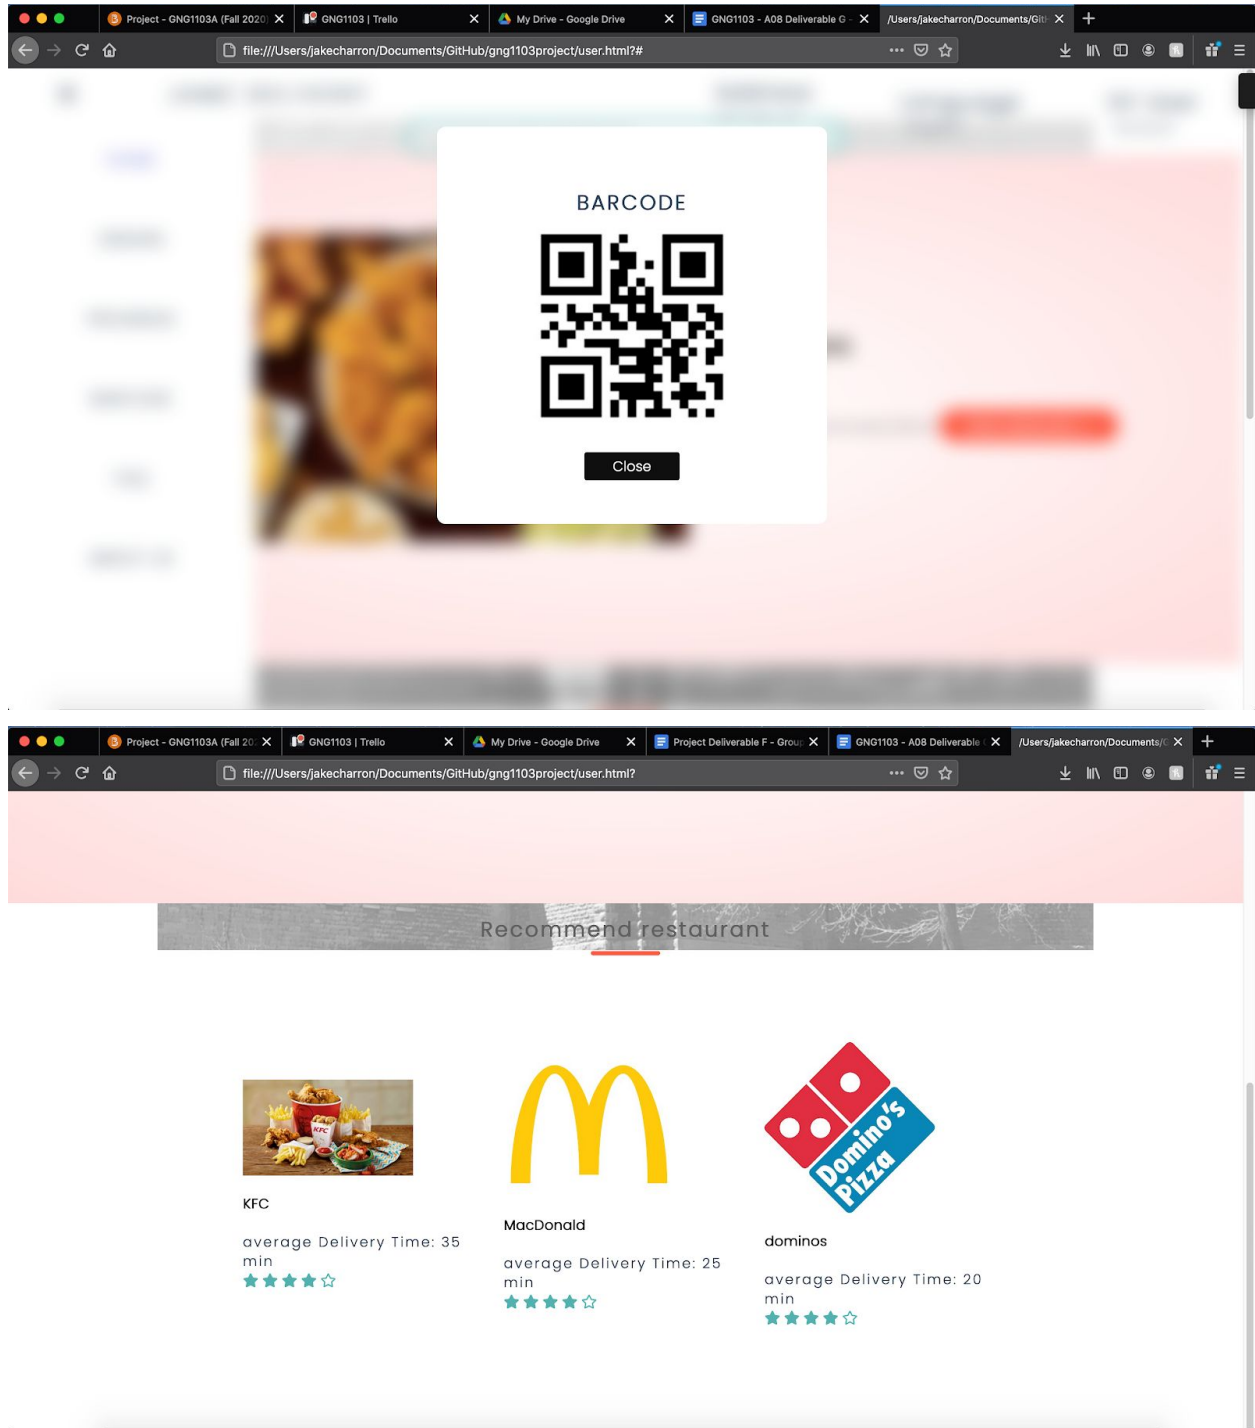 Project - GNG1103A (Fall 2020)
GNG1103 | Trello
My Drive - Google Drive
GNG1103 - A08 Deliverable G -
/Users/jakecharron/Documents/Git
file:///Users/jakecharron/Documents/GitHub/gng1103project/user.html?#
BARCODE
Close
Project - GNG1103A (Fall 20
GNG1103 | Trello
My Drive - Google Drive
Project Deliverable F - Group
GNG1103 - A08 Deliverable
/Users/jakecharron/Documents/G
file:///Users/jakecharron/Documents/GitHub/gng1103project/user.html?
Recommend restaurant
KFC
KFC
average Delivery Time: 35
min
MacDonald
average Delivery Time: 25
min
Domino's
Pizza
dominos
average Delivery Time: 20
min